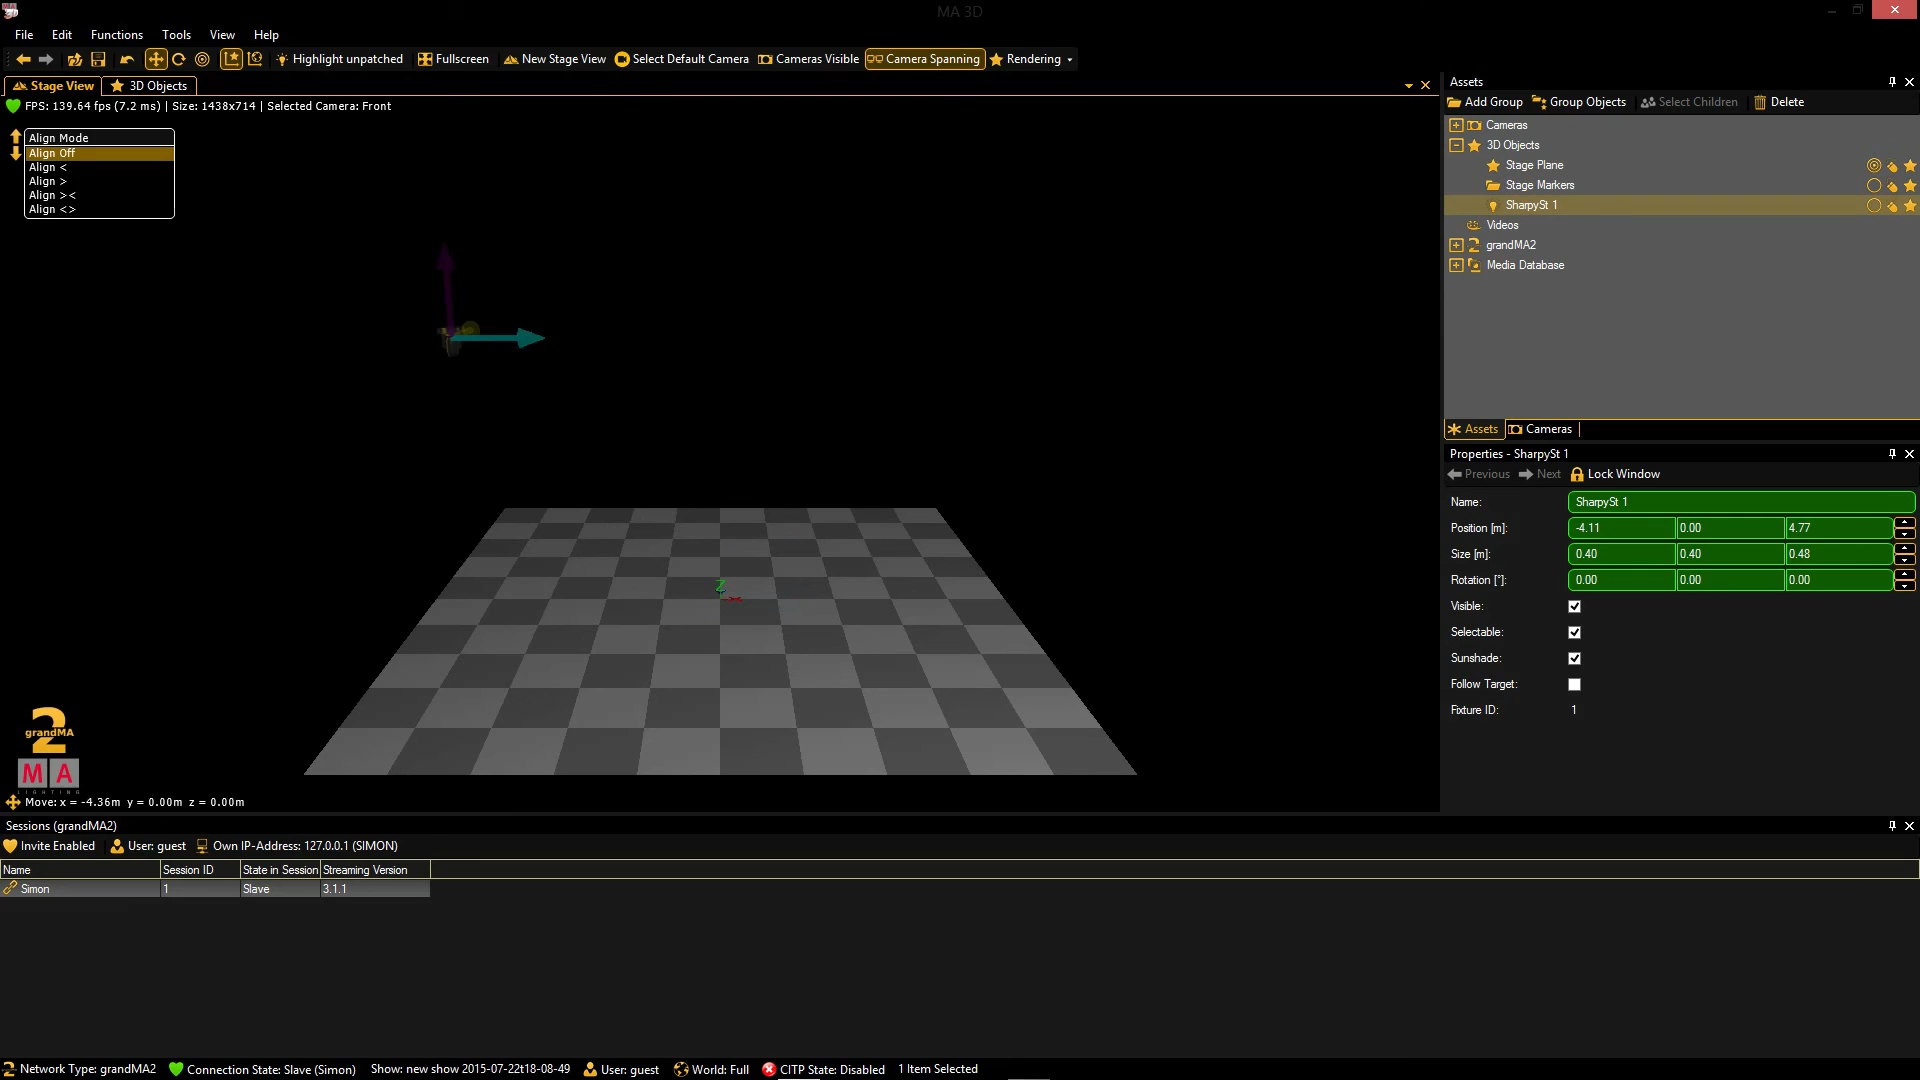 MA 3D
File Edit Functions Tools View Help
Highlight unpatched Fullscreen New Stage View Select Default Camera Cameras Visible Camera Spanning Rendering
Stage View 3D Objects
FPS: 139.64 fps (7.2 ms) | Size: 1438x714 | Selected Camera: Front
Align Mode
Align Off
Align <
Align >
Align ><
Align <>
Z
2
grandMA
MA
LIGHTING
Move: x = -4.36m y = 0.00m z = 0.00m
Assets
Add Group Group Objects Select Children Delete
Cameras
3D Objects
Stage Plane
Stage Markers
SharpySt 1
Videos
grandMA2
Media Database
Assets Cameras
Properties - SharpySt 1
Previous Next Lock Window
Name: SharpySt 1
Position [m]: -4.11 0.00 4.77
Size [m]: 0.40 0.40 0.48
Rotation [°]: 0.00 0.00 0.00
Visible:
Selectable:
Sunshade:
Follow Target:
Fixture ID: 1
Sessions (grandMA2)
Invite Enabled User: guest Own IP-Address: 127.0.0.1 (SIMON)
Name Session ID State in Session Streaming Version
Simon 1 Slave 3.1.1
Network Type: grandMA2 Connection State: Slave (Simon) Show: new show 2015-07-22t18-08-49 User: guest World: Full CITP State: Disabled 1 Item Selected